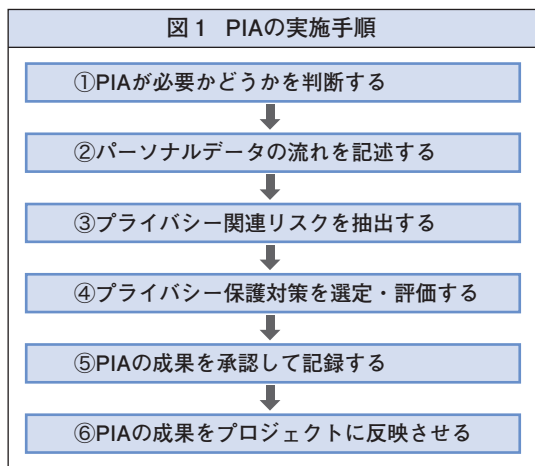 図1 PIAの実施手順
①PIAが必要かどうかを判断する
②パーソナルデータの流れを記述する
③プライバシー関連リスクを抽出する
④プライバシー保護対策を選定・評価する
⑤PIAの成果を承認して記録する
⑥PIAの成果をプロジェクトに反映させる